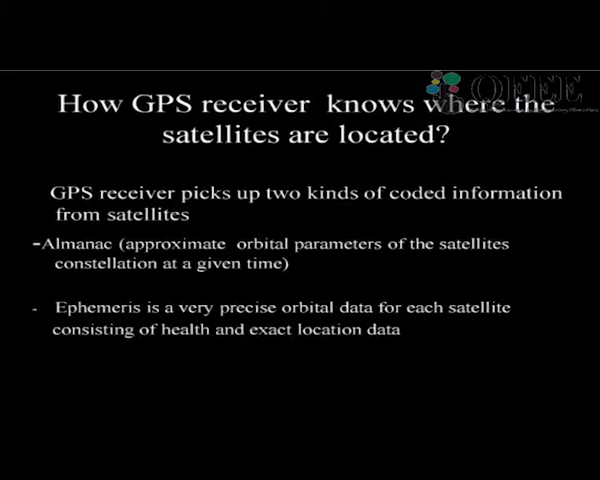 QEEE
How GPS receiver knows where the
satellites are located?
GPS receiver picks up two kinds of coded information
from satellites
-Almanac (approximate orbital parameters of the satellites
constellation at a given time)
- Ephemeris is a very precise orbital data for each satellite
consisting of health and exact location data